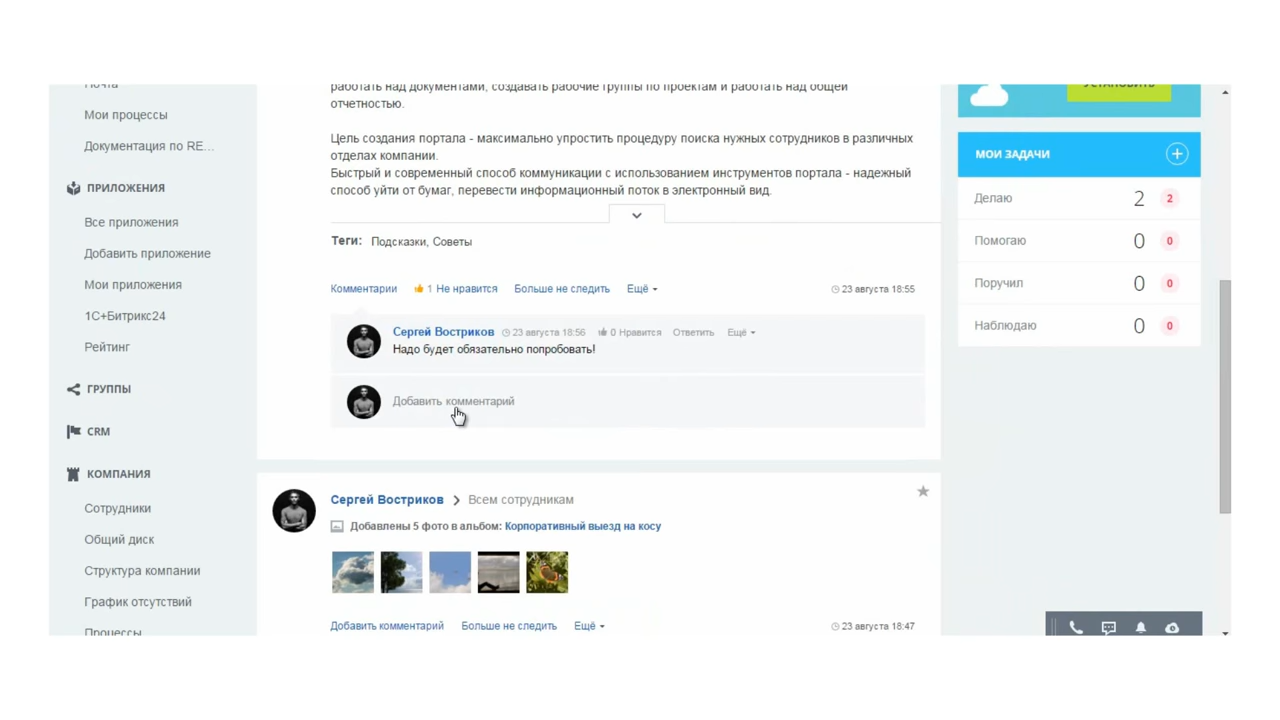 Почта
Мои процессы
Документация по RE...
ПРИЛОЖЕНИЯ
Все приложения
Добавить приложение
Мои приложения
1С+Битрикс24
Рейтинг
ГРУППЫ
CRM
КОМПАНИЯ
Сотрудники
Общий диск
Структура компании
График отсутствий
Процессы
работать над документами, создавать рабочие группы по проектам и работать над общей
отчетностью.
Цель создания портала - максимально упростить процедуру поиска нужных сотрудников в различных
отделах компании.
Быстрый и современный способ коммуникации с использованием инструментов портала - надежный
способ уйти от бумаг, перевести информационный поток в электронный вид.
Теги: Подсказки, Советы
Комментарии 1 Не нравится Больше не следить Ещё 23 августа 18:55
Сергей Востриков 23 августа 18:56 0 Нравится Ответить Ещё
Надо будет обязательно попробовать!
Добавить комментарий
Сергей Востриков Всем сотрудникам
Добавлены 5 фото в альбом: Корпоративный выезд на косу
Добавить комментарий Больше не следить Ещё 23 августа 18:47
УСТАНОВИТЬ
МОИ ЗАДАЧИ
Делаю 2 2
Помогаю 0 0
Поручил 0 0
Наблюдаю 0 0